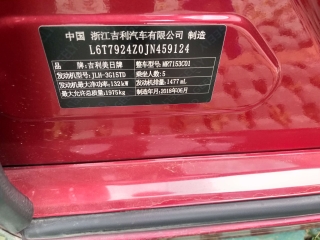 中国 浙江吉利汽车有限公司 制造
L6T7924Z0JN459124
品牌:吉利美日牌 整车型号:MR7153C01
发动机型号:JLH-3G15TD 乘坐人数:5
发动机最大净功率:132kW 发动机排量:1477mL
最大允许总质量:1975kg 制造年月:2018年06月